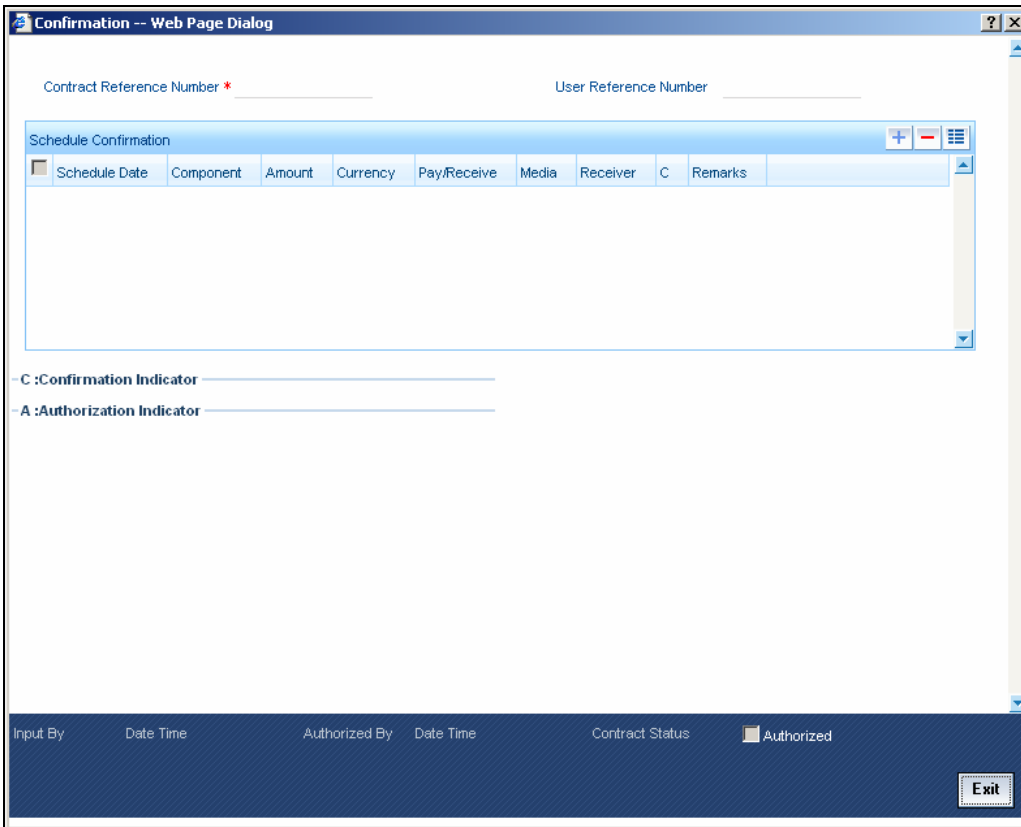 Confirmation -- Web Page Dialog ? X
Contract Reference Number * User Reference Number
Schedule Confirmation
Schedule Date Component Amount Currency Pay/Receive Media Receiver C Remarks
C :Confirmation Indicator
A :Authorization Indicator
Input By Date Time Authorized By Date Time Contract Status Authorized
Exit